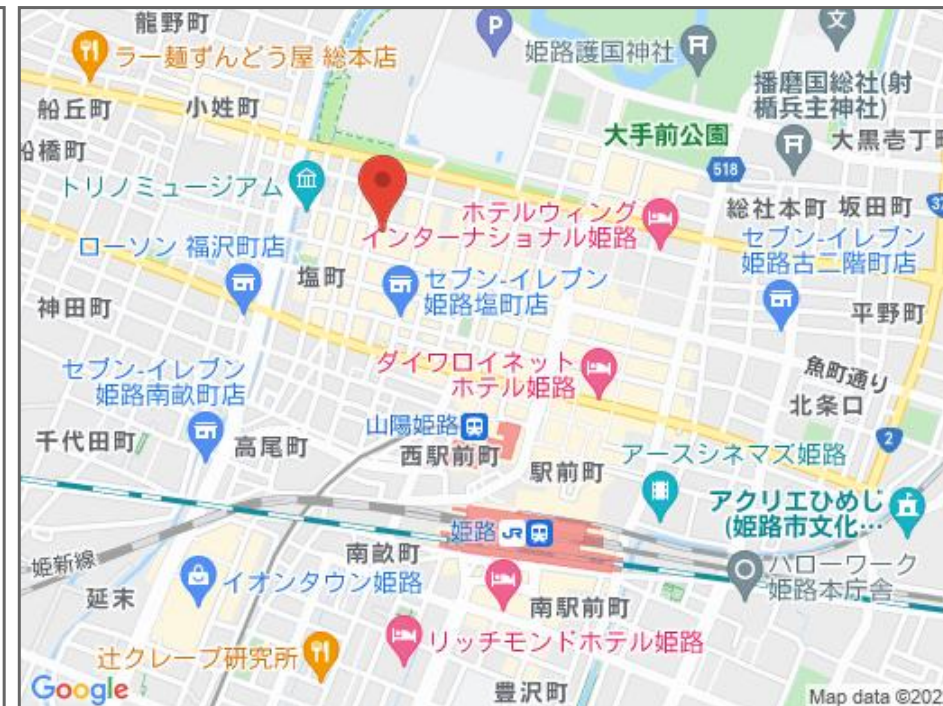 龍野町
ラー麺ずんどう屋 総本店
P
姫路護国神社
文
船丘町
小姓町
播磨国総社(射
楯兵主神社)
大手前公園
大黒壱丁
橋町
トリノミュージアム
518
ホテルウィング
インターナショナル姫路
総社本町
坂田町
ローソン 福沢町店
塩町
セブン-イレブン
姫路塩町店
セブン-イレブン
姫路古二階町店
神田町
平野町
セブン-イレブン
姫路南畝町店
ダイワロイネット
ホテル姫路
魚町通り
北条口
山陽姫路
2
千代田町
高尾町
西駅前町
駅前町
アースシネマズ姫路
アクリエひめじ
(姫路市文化…
姫路 JR
姫新線
南畝町
ハローワーク
姫路本庁舎
延末
イオンタウン姫路
南駅前町
リッチモンドホテル姫路
辻クレープ研究所
豊沢町
Google
Map data ©202